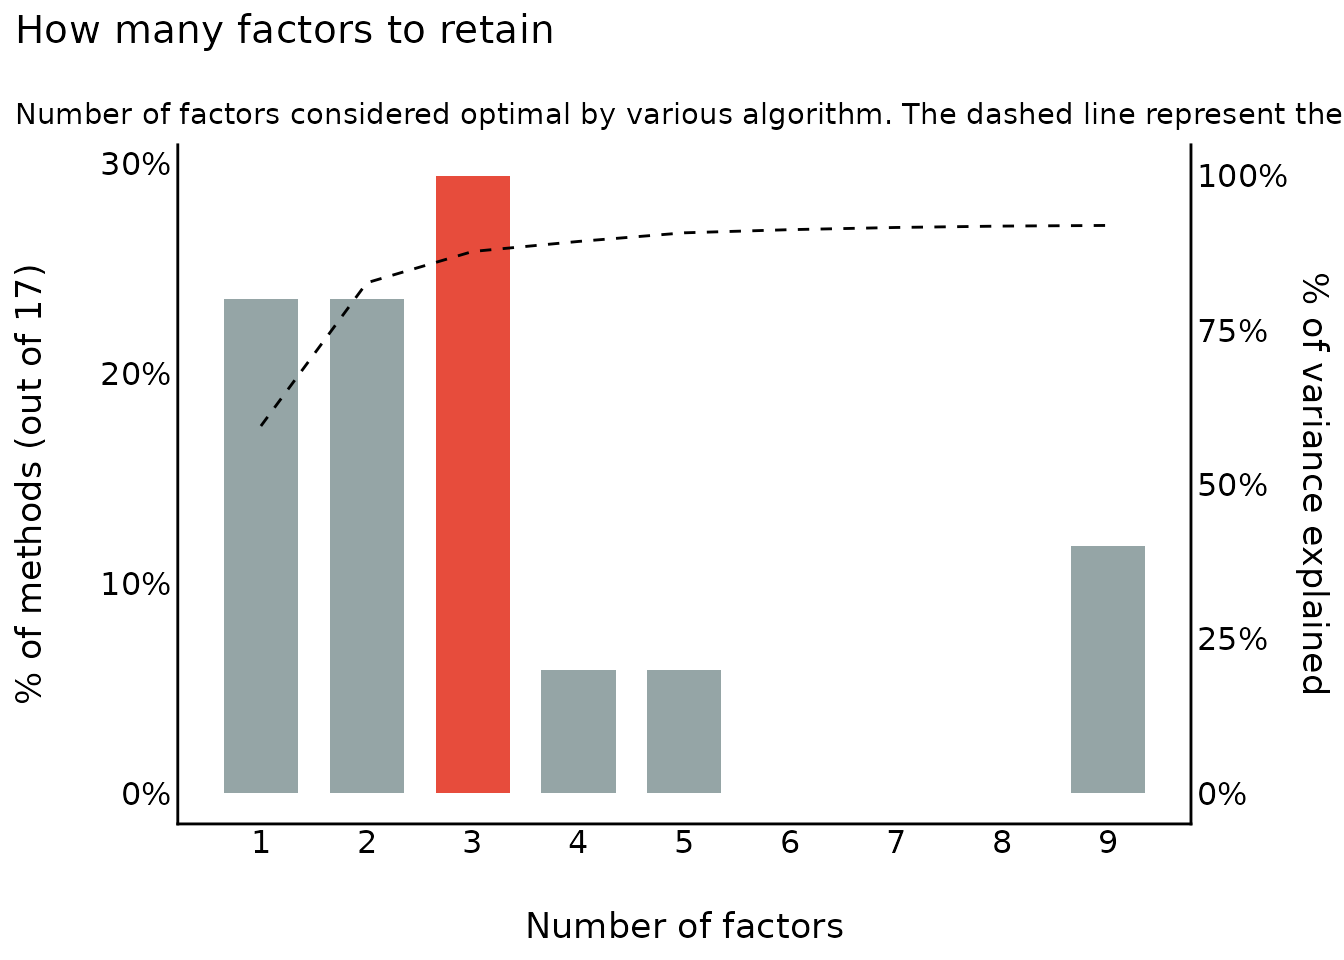 How many factors to retain
Number of factors considered optimal by various algorithm. The dashed line represent the
30%
20%
10%
0%
% of methods (out of 17)
100%
75%
50%
25%
0%
% of variance explained
1 2 3 4 5 6 7 8 9
Number of factors